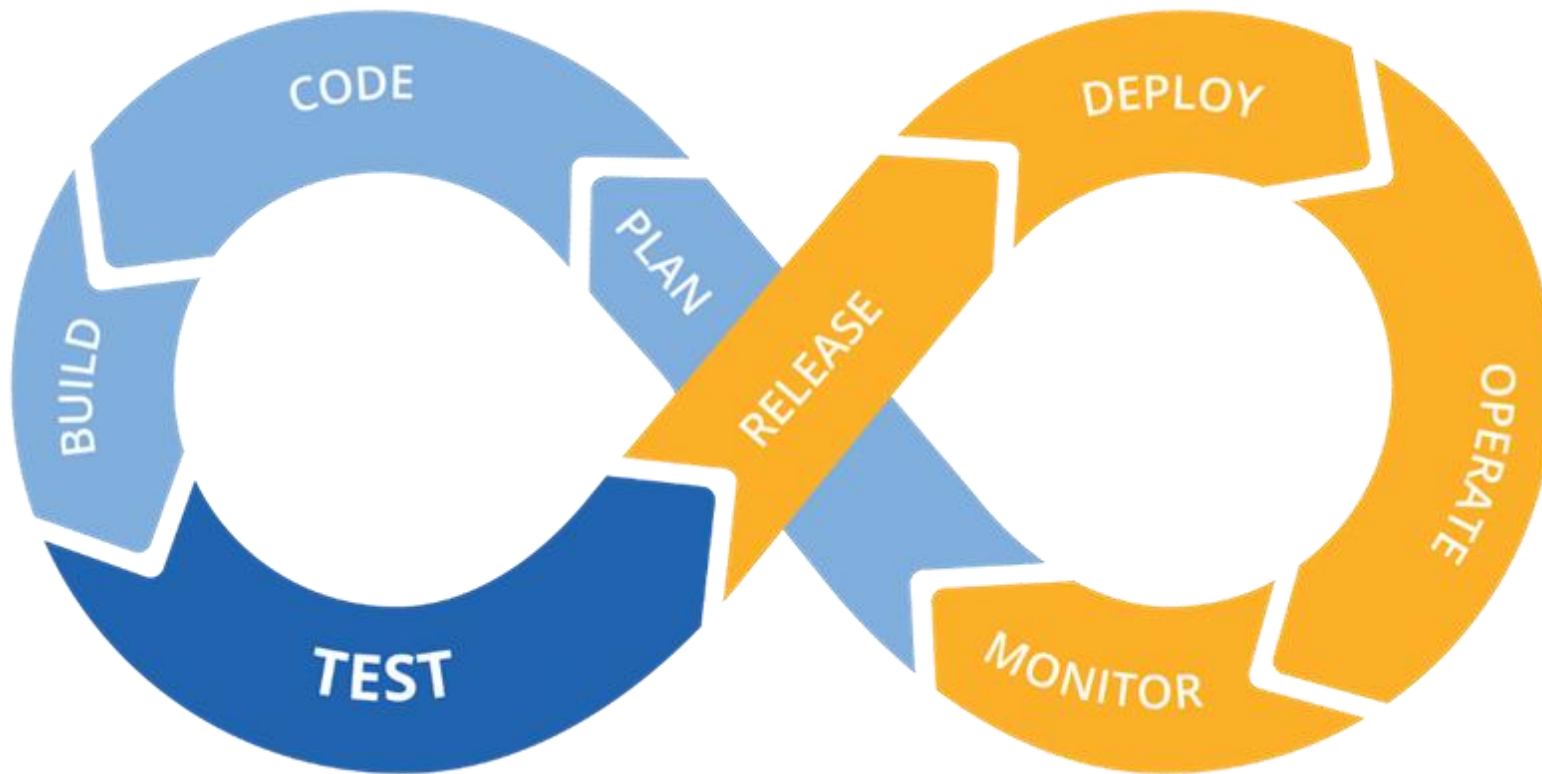 CODE
DEPLOY
PLAN
RELEASE
BUILD
OPERATE
TEST
MONITOR